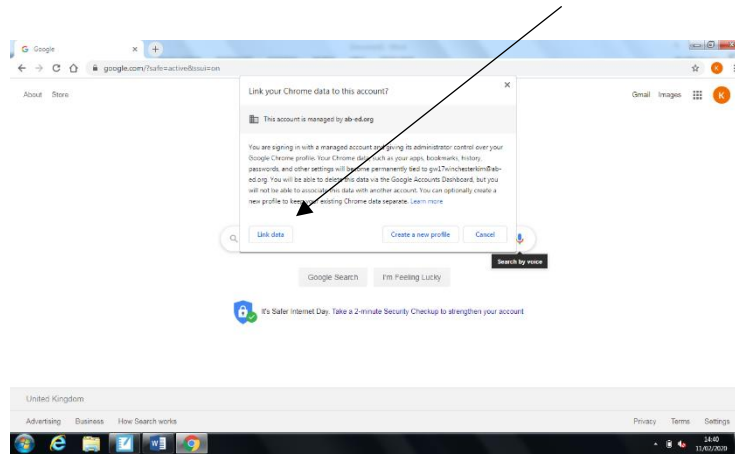 G Google
google.com/?safe=active&ssui=on
K
About Store
Gmail Images
K
Link your Chrome data to this account?
This account is managed by ab-ed.org
You are signing in with a managed account and giving its administrator control over your
Google Chrome profile. Your Chrome data, such as your apps, bookmarks, history,
passwords, and other settings will become permanently tied to gw17winchesterkimi@ab-
ed.org. You will be able to delete this data via the Google Accounts Dashboard, but you
will not be able to associate this data with another account. You can optionally create a
new profile to keep your existing Chrome data separate. Learn more
Link data
Create a new profile
Cancel
Search by voice
Google Search
I'm Feeling Lucky
It's Safer Internet Day. Take a 2-minute Security Checkup to strengthen your account
United Kingdom
Advertising Business How Search works
Privacy Terms Settings
14:40
11/02/2020